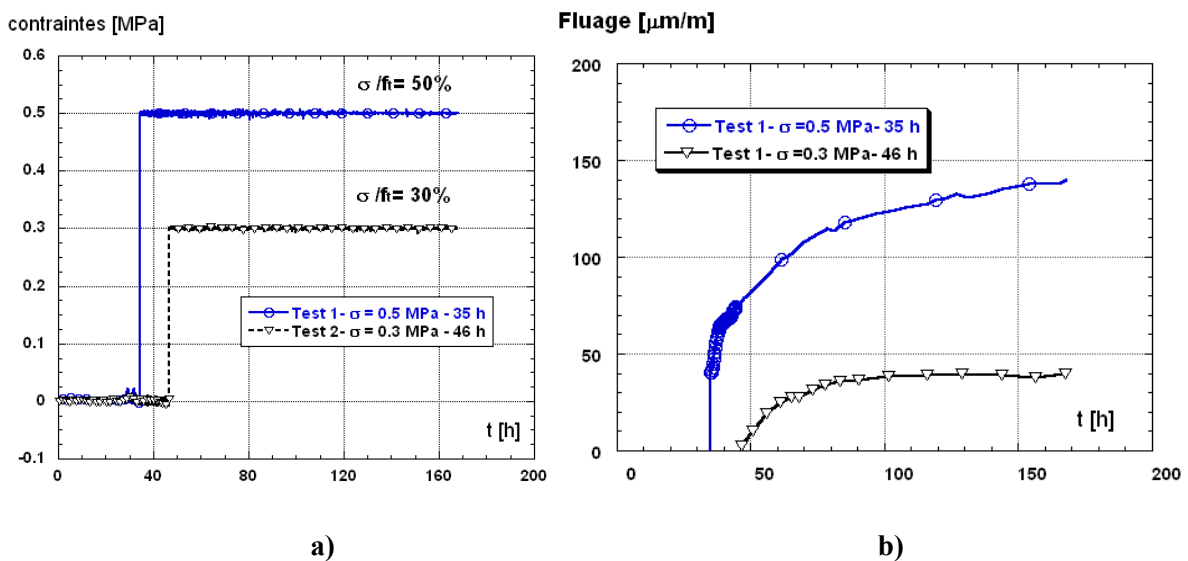 contraintes [MPa]
0.6
0.5
0.4
0.3
0.2
0.1
0
-0.1
σ /ft= 50%
σ /ft= 30%
Test 1- σ = 0.5 MPa - 35 h
Test 2- σ = 0.3 MPa - 46 h
t [h]
0 40 80 120 160 200
a)
Fluage [µm/m]
200
150
100
50
0
Test 1- σ =0.5 MPa- 35 h
Test 1- σ =0.3 MPa- 46 h
t [h]
0 50 100 150 200
b)